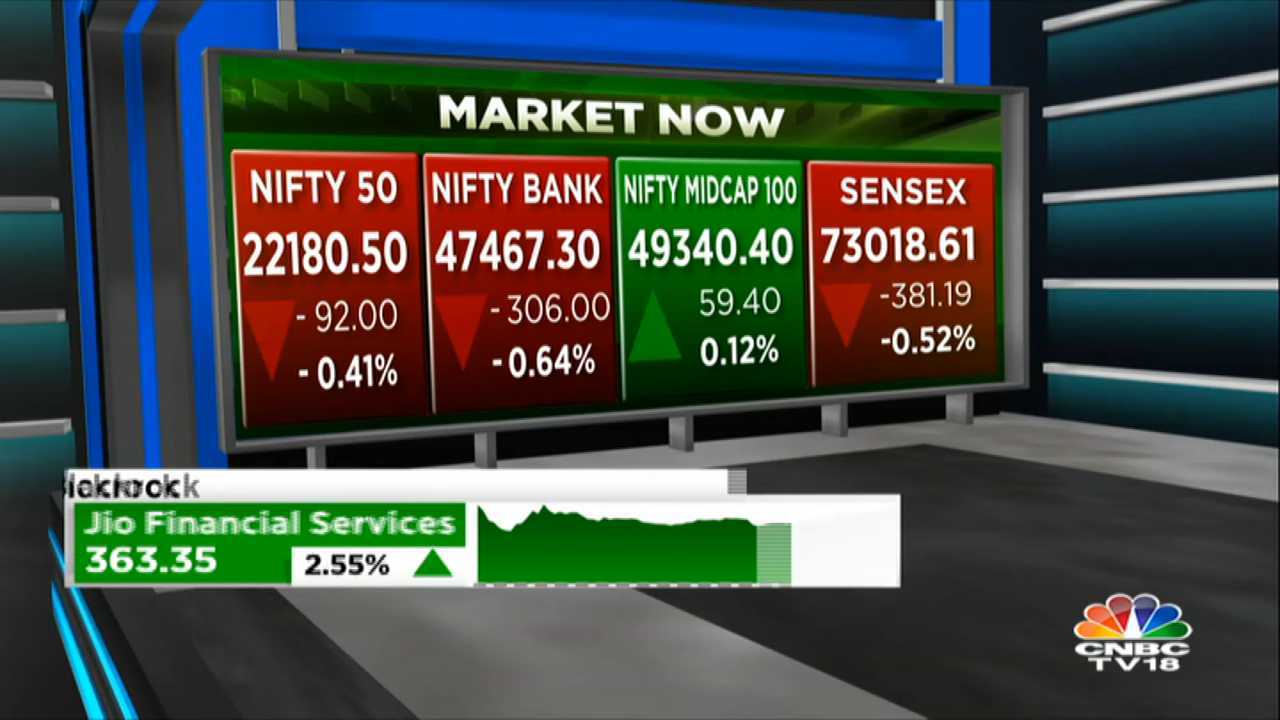 MARKET NOW
NIFTY 50
22180.50
- 92.00
- 0.41%
NIFTY BANK
47467.30
- 306.00
- 0.64%
NIFTY MIDCAP 100
49340.40
59.40
0.12%
SENSEX
73018.61
-381.19
-0.52%
Jio Financial Services
363.35
2.55%
CNBC
TV18